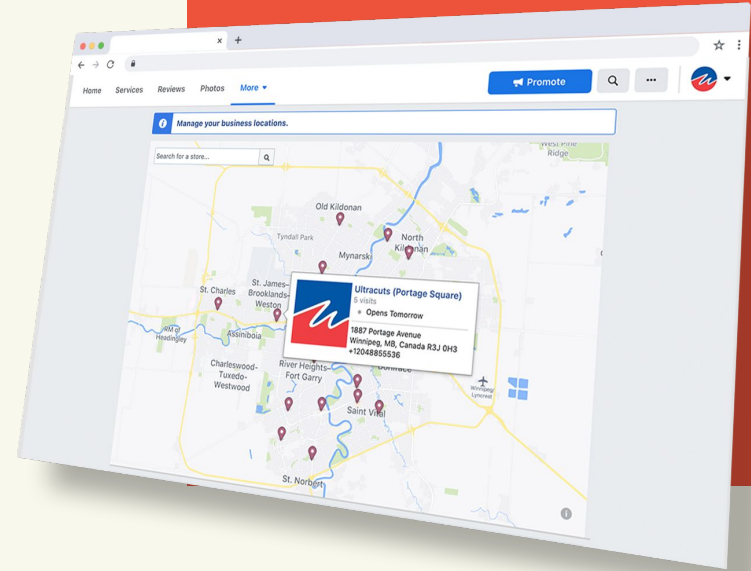 Home Services Reviews Photos More
Promote
Manage your business locations.
Search for a store...
West Pine
Ridge
Old Kildonan
Tyndall Park
North
Kildonan
Mynarski
St. Charles
St. James-
Brooklands-
Weston
Ultracuts (Portage Square)
5 visits
Opens Tomorrow
1887 Portage Avenue
Winnipeg, MB, Canada R3J 0H3
+12048855536
RM of
Headingley
Assiniboia
Charleswood-
Tuxedo-
Westwood
River Heights-
Fort Garry
Winnipeg/
Lyncrest
Saint Vital
St. Norbert